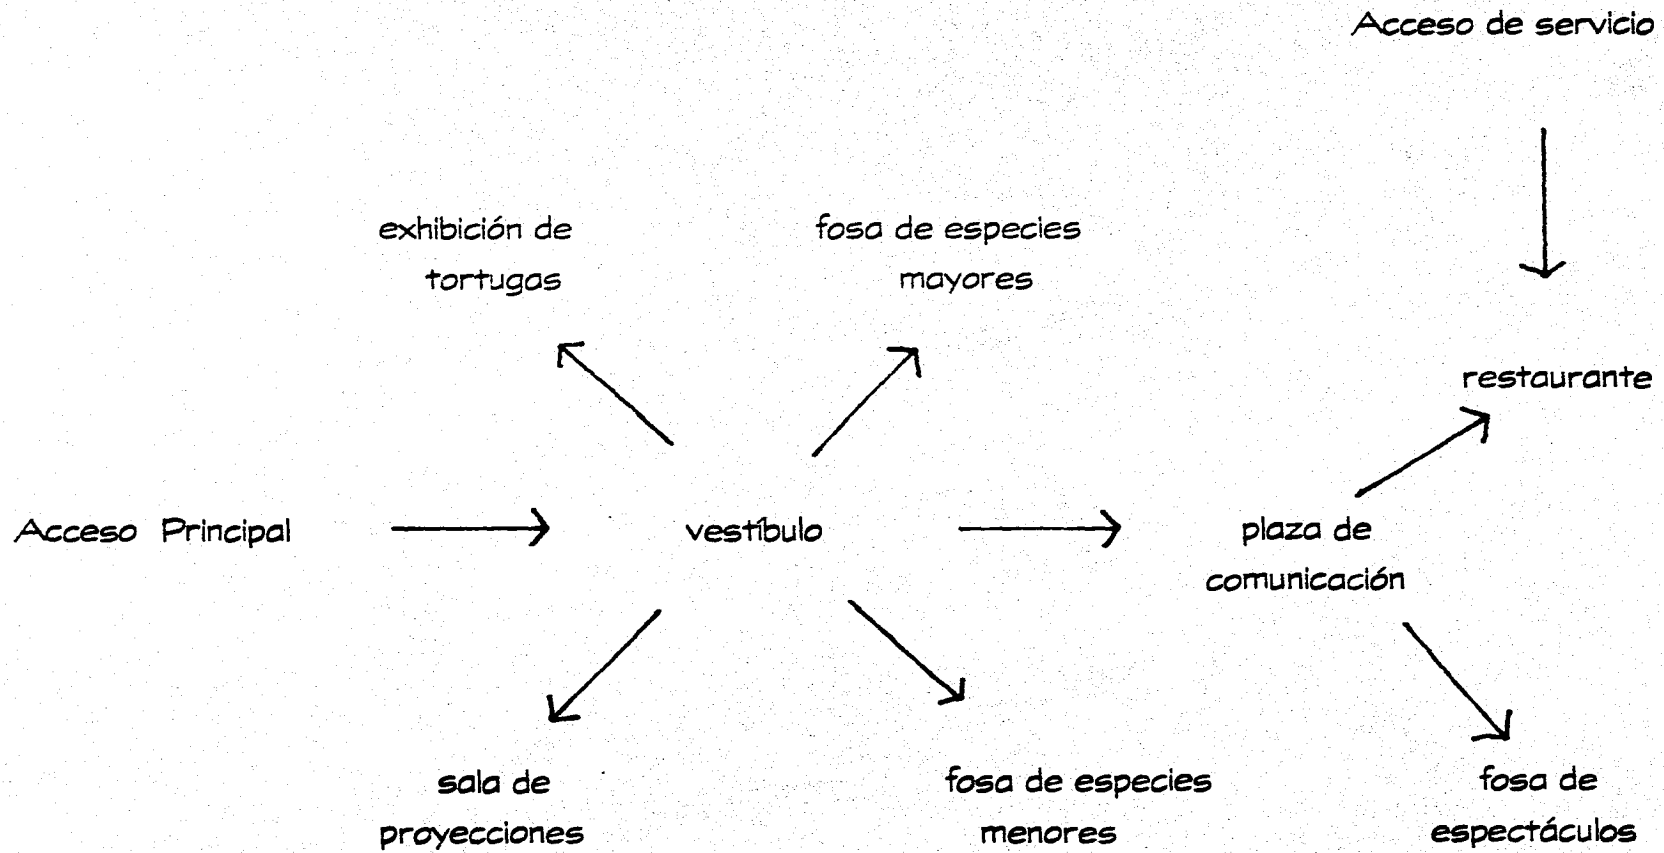 Acceso de servicio
exhibición de
tortugas
fosa de especies
mayores
restaurante
Acceso Principal
vestíbulo
plaza de
comunicación
sala de
proyecciones
fosa de especies
menores
fosa de
espectáculos